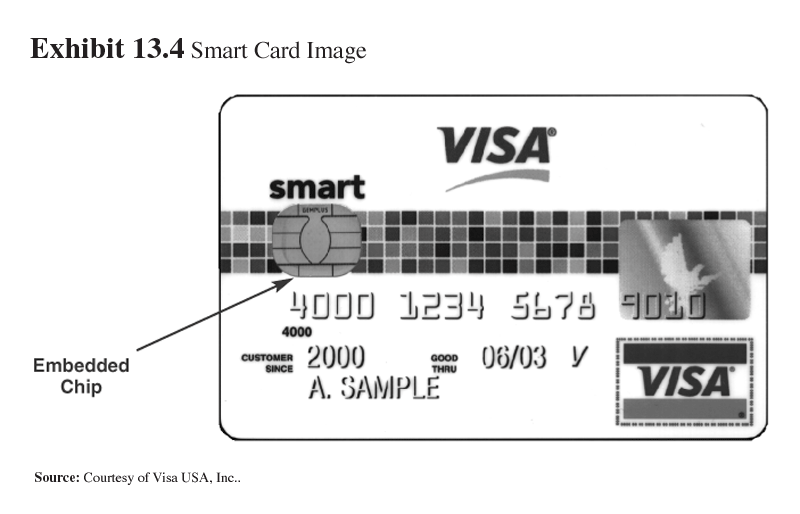 Exhibit 13.4 Smart Card Image
VISA®
smart
GEMPLUS
4000 1234 5678 9010
4000
Embedded
Chip
CUSTOMER
SINCE 2000 GOOD
THRU 06/03 V
A. SAMPLE
VISA®
Source: Courtesy of Visa USA, Inc..